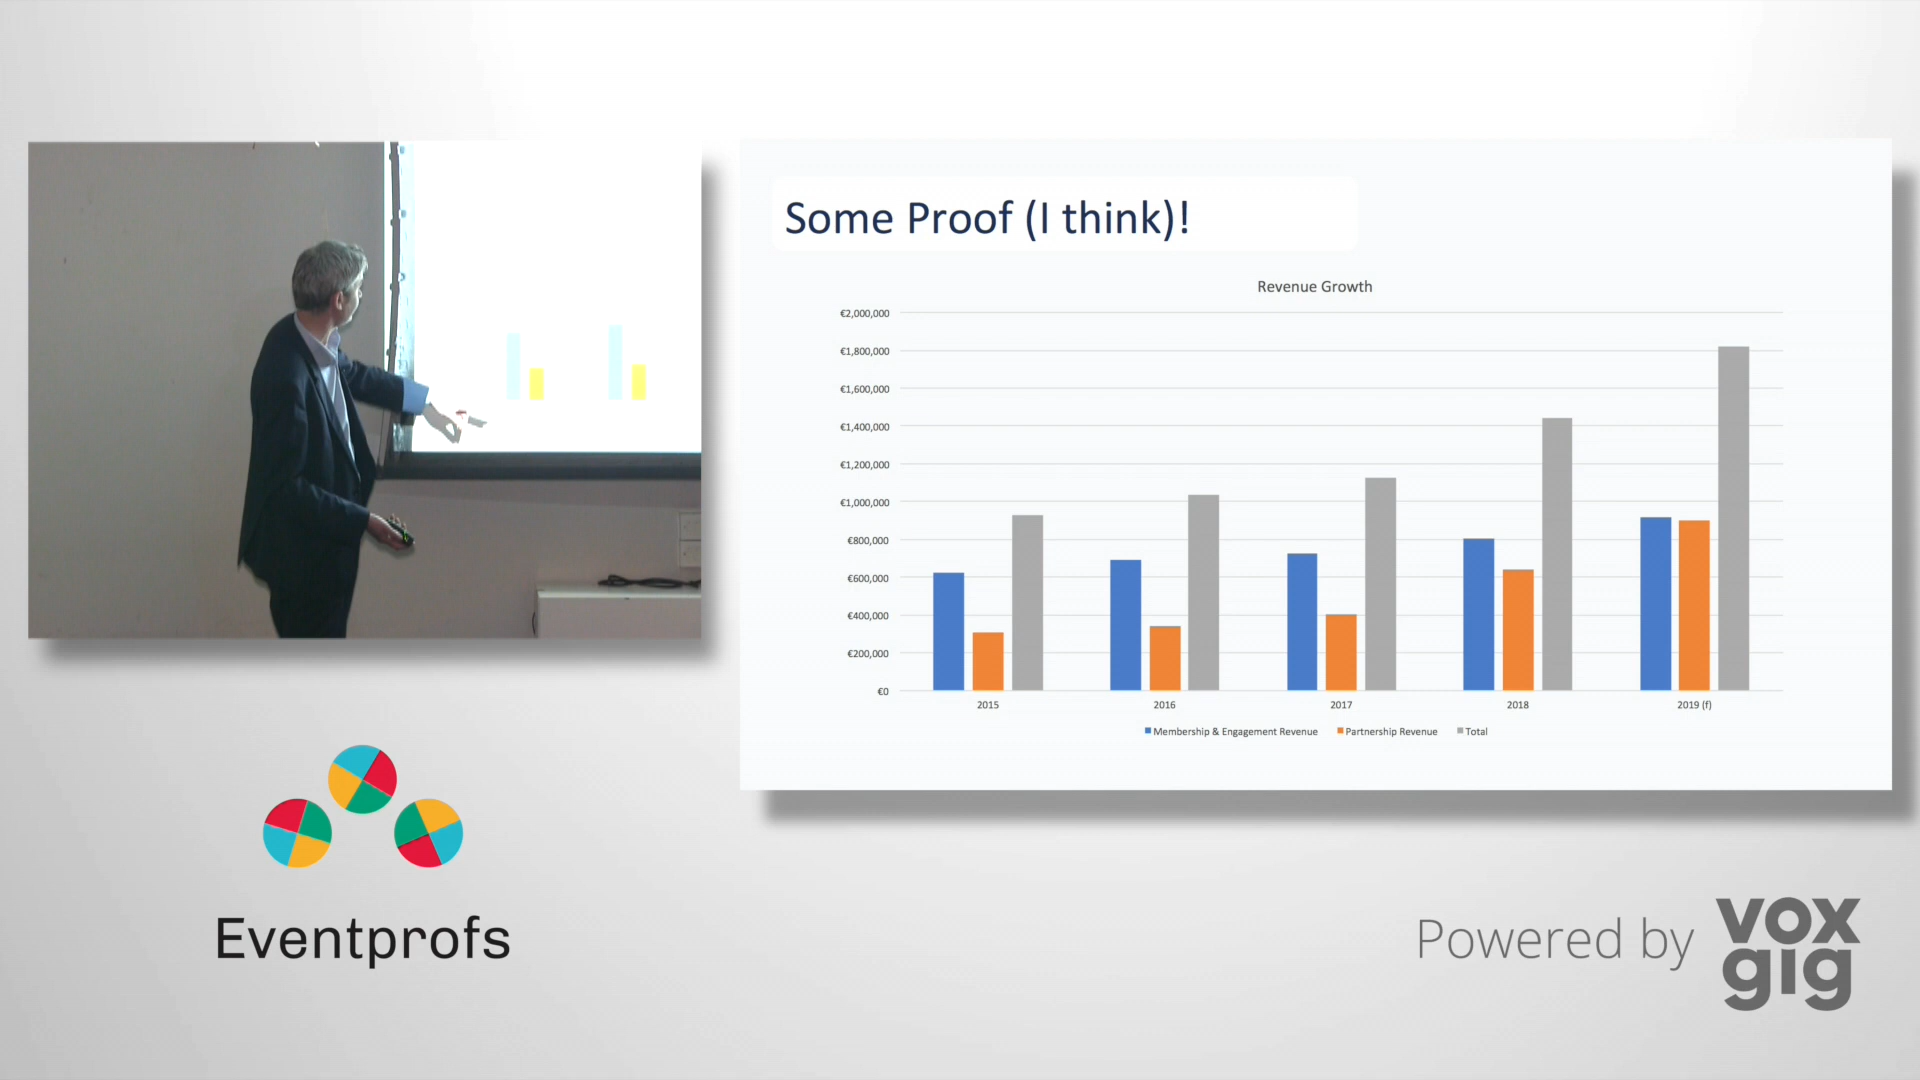 Some Proof (I think)!
Revenue Growth
€2,000,000
€1,800,000
€1,600,000
€1,400,000
€1,200,000
€1,000,000
€800,000
€600,000
€400,000
€200,000
€0
2015 2016 2017 2018 2019 (f)
Membership & Engagement Revenue Partnership Revenue Total
Eventprofs
Powered by vox gig